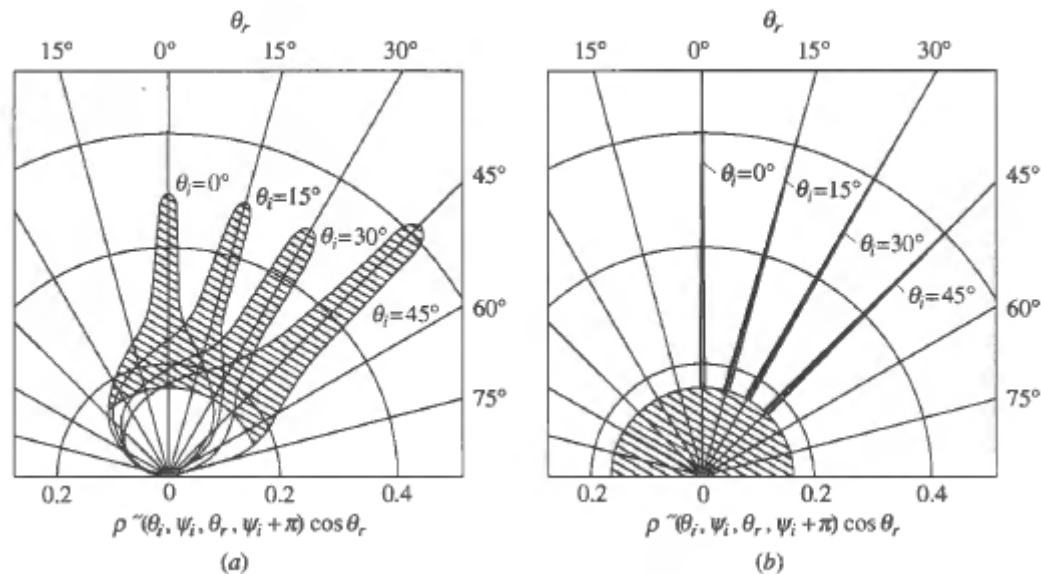 θr
15° 0° 15° 30°
45°
60°
75°
θi=0°
θi=15°
θi=30°
θi=45°
0.2 0 0.2 0.4
ρ″(θi, ψi, θr, ψi+π) cos θr
(a)
θr
15° 0° 15° 30°
45°
60°
75°
θi=0°
θi=15°
θi=30°
θi=45°
0.2 0 0.2 0.4
ρ″(θi, ψi, θr, ψi+π) cos θr
(b)